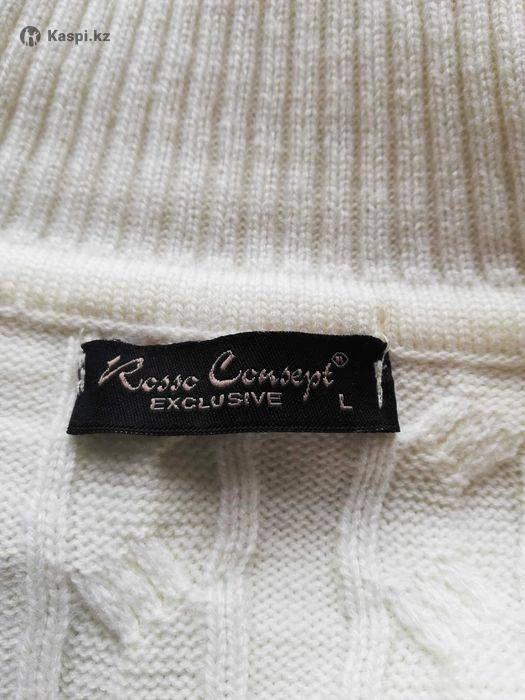 Kaspi.kz
Rosso Consept ®
EXCLUSIVE L